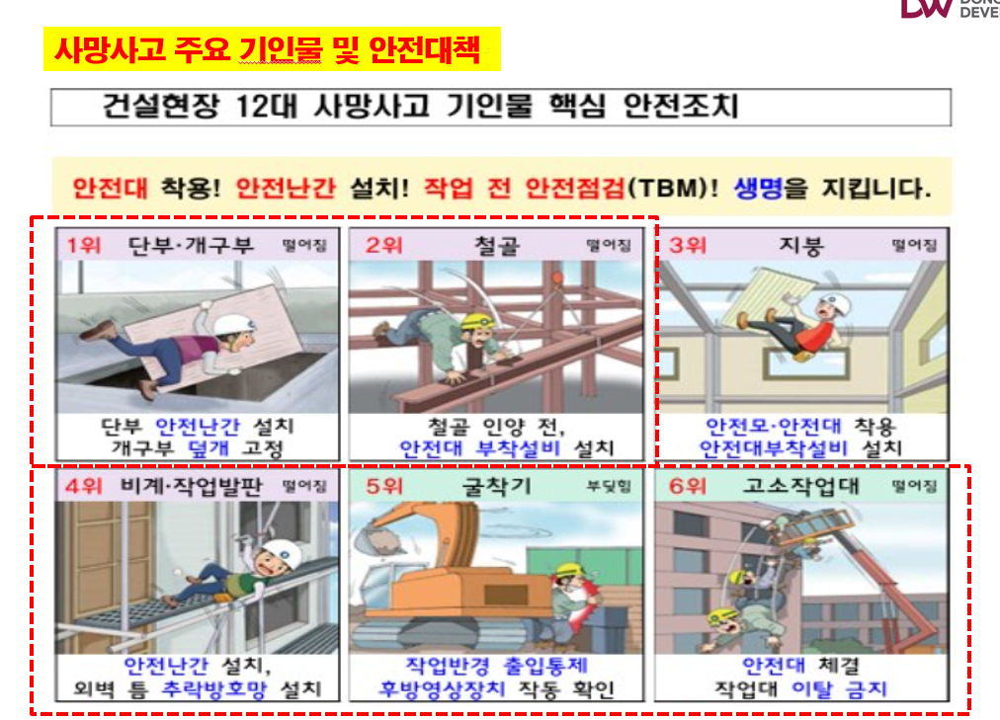 DW DONG
DEVEL
사망사고 주요 기인물 및 안전대책
건설현장 12대 사망사고 기인물 핵심 안전조치
안전대 착용! 안전난간 설치! 작업 전 안전점검(TBM)! 생명을 지킵니다.
1위 단부·개구부 떨어짐
단부 안전난간 설치
개구부 덮개 고정
2위 철골 떨어짐
철골 인양 전,
안전대 부착설비 설치
3위 지붕 떨어짐
안전모·안전대 착용
안전대부착설비 설치
4위 비계·작업발판 떨어짐
안전난간 설치,
외벽 틈 추락방호망 설치
5위 굴착기 부딪힘
작업반경 출입통제
후방영상장치 작동 확인
6위 고소작업대 떨어짐
안전대 체결
작업대 이탈 금지